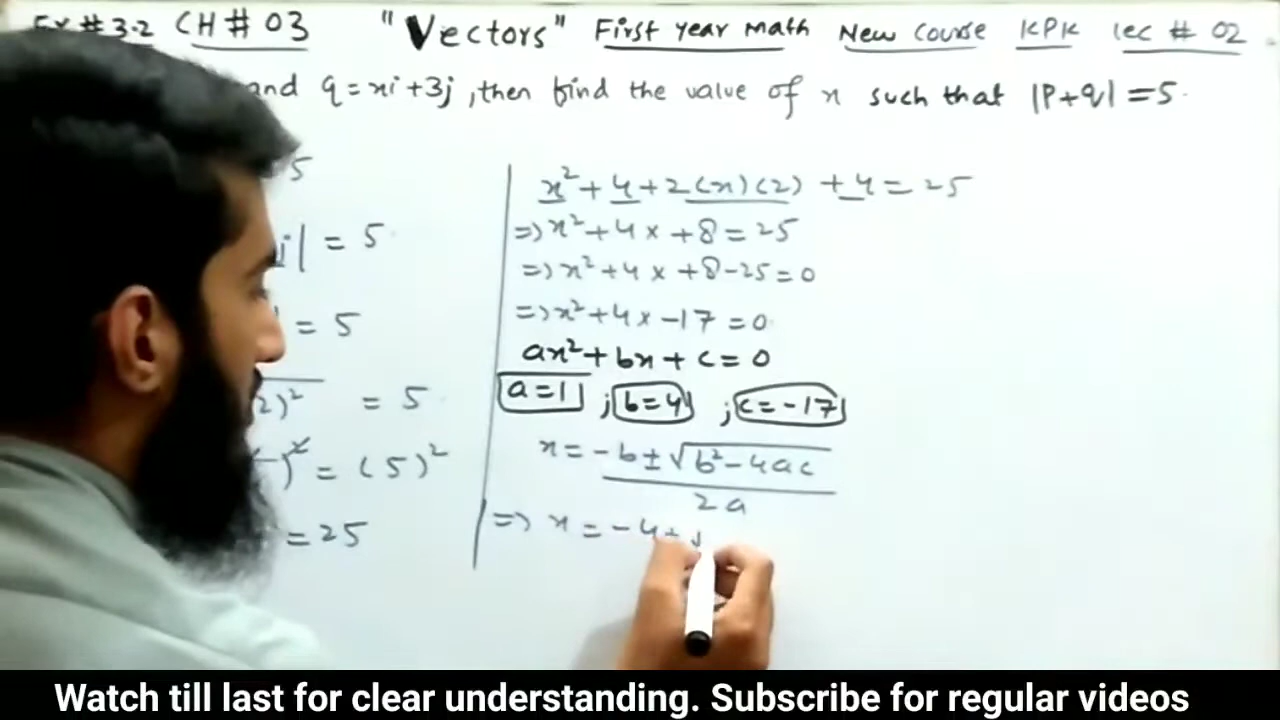 EX # 3.2 CH # 03 "Vectors" First year math New Course KPK lec # 02
and q = xi + 3j , then find the value of x such that |P+q| = 5.
5
j| = 5
= 5
2)² = 5
)² = (5)²
= 25
x² + 4 + 2(x)(2) + 4 = 25
=> x² + 4x + 8 = 25
=> x² + 4x + 8 - 25 = 0
=> x² + 4x - 17 = 0
ax² + bx + c = 0
a = 1 ; b = 4 ; c = -17
x = -b ± √b² - 4ac
2a
=> x = -4 ±
Watch till last for clear understanding. Subscribe for regular videos